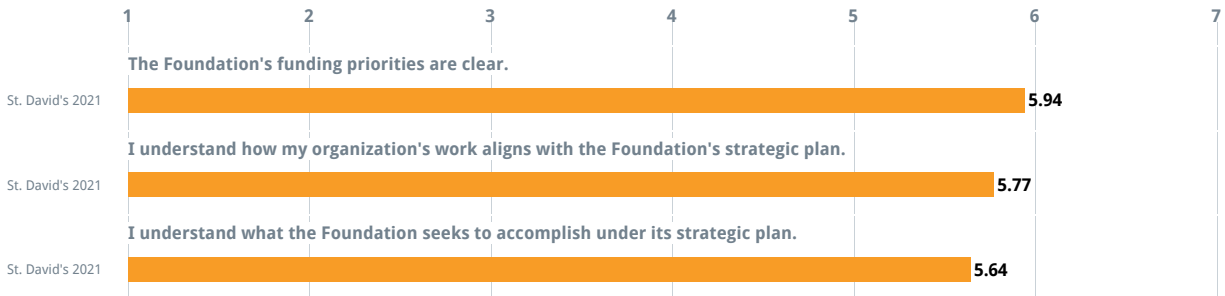 1 2 3 4 5 6 7
The Foundation's funding priorities are clear.
St. David's 2021 5.94
I understand how my organization's work aligns with the Foundation's strategic plan.
St. David's 2021 5.77
I understand what the Foundation seeks to accomplish under its strategic plan.
St. David's 2021 5.64